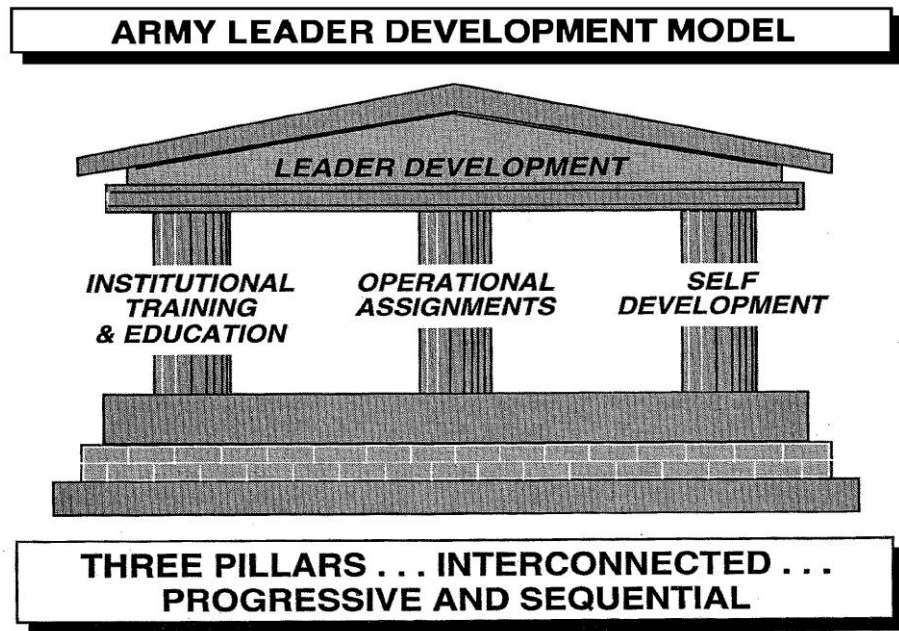 ARMY LEADER DEVELOPMENT MODEL
LEADER DEVELOPMENT
INSTITUTIONAL
TRAINING
& EDUCATION
OPERATIONAL
ASSIGNMENTS
SELF
DEVELOPMENT
THREE PILLARS . . . INTERCONNECTED . . .
PROGRESSIVE AND SEQUENTIAL